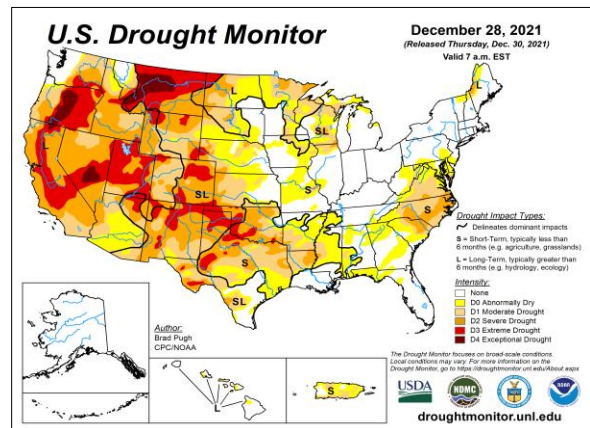 U.S. Drought Monitor
December 28, 2021
(Released Thursday, Dec. 30, 2021)
Valid 7 a.m. EST
L
L
L
SL
S
SL
S
S
SL
Drought Impact Types:
Delineates dominant impacts
S = Short-Term, typically less than
6 months (e.g. agriculture, grasslands)
L = Long-Term, typically greater than
6 months (e.g. hydrology, ecology)
Intensity:
None
D0 Abnormally Dry
D1 Moderate Drought
D2 Severe Drought
D3 Extreme Drought
D4 Exceptional Drought
Author:
Brad Pugh
CPC/NOAA
L
S
The Drought Monitor focuses on broad-scale conditions.
Local conditions may vary. For more information on the
Drought Monitor, go to https://droughtmonitor.unl.edu/About.aspx
USDA
NDMC
NOAA
droughtmonitor.unl.edu